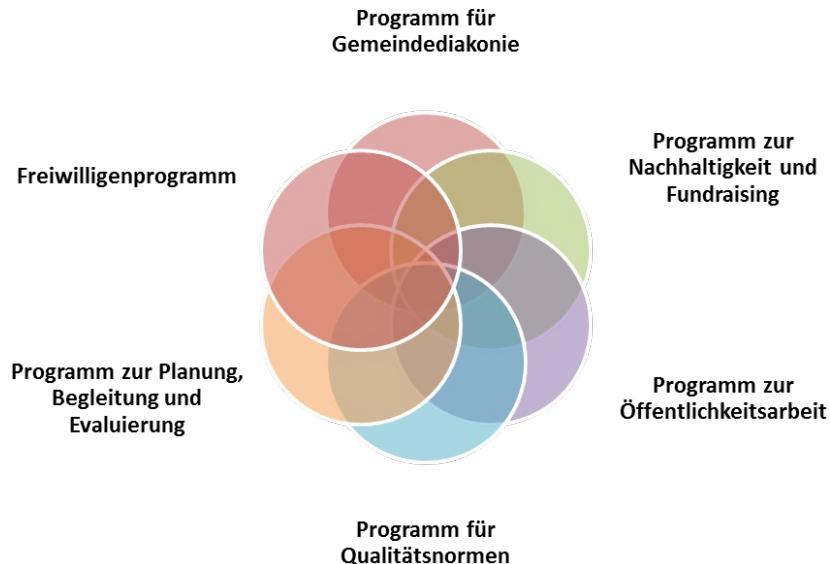 Programm für
Gemeindediakonie
Programm zur
Nachhaltigkeit und
Fundraising
Freiwilligenprogramm
Programm zur Planung,
Begleitung und
Evaluierung
Programm zur
Öffentlichkeitsarbeit
Programm für
Qualitätsnormen